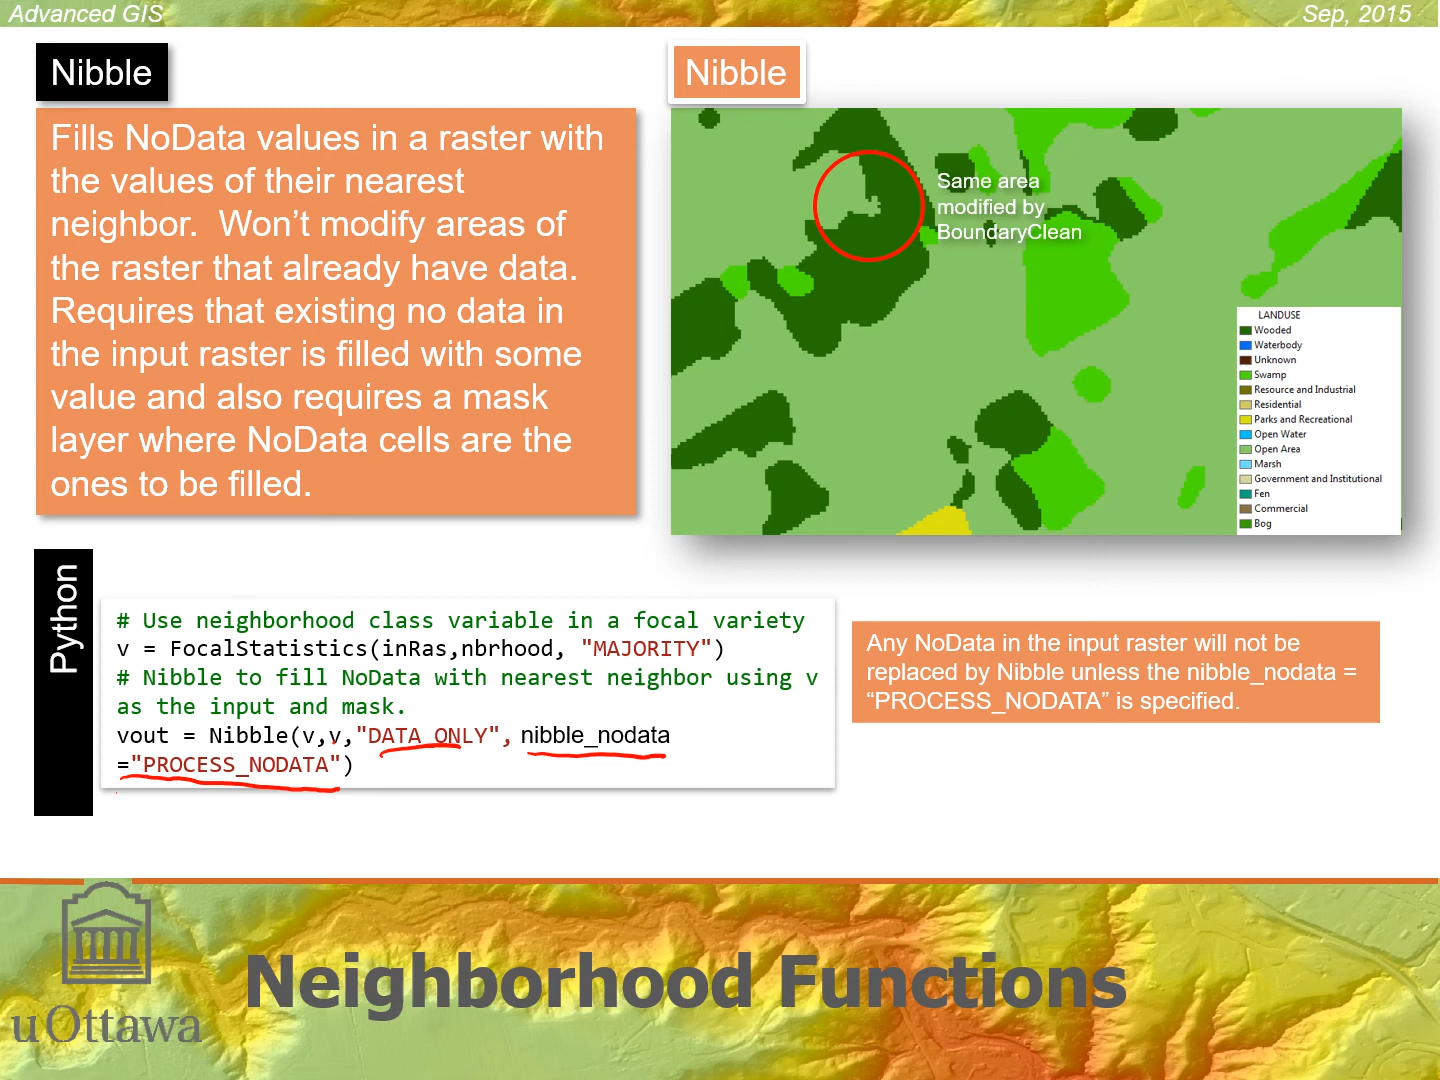 Advanced GIS
Sep, 2015
Nibble
Fills NoData values in a raster with
the values of their nearest
neighbor.  Won’t modify areas of
the raster that already have data.
Requires that existing no data in
the input raster is filled with some
value and also requires a mask
layer where NoData cells are the
ones to be filled.
Nibble
Same area
modified by
BoundaryClean
LANDUSE
Wooded
Waterbody
Unknown
Swamp
Resource and Industrial
Residential
Parks and Recreational
Open Water
Open Area
Marsh
Government and Institutional
Fen
Commercial
Bog
Python
# Use neighborhood class variable in a focal variety
v = FocalStatistics(inRas,nbrhood, "MAJORITY")
# Nibble to fill NoData with nearest neighbor using v
as the input and mask.
vout = Nibble(v,v,"DATA_ONLY", nibble_nodata
="PROCESS_NODATA")
Any NoData in the input raster will not be
replaced by Nibble unless the nibble_nodata =
“PROCESS_NODATA” is specified.
uOttawa
Neighborhood Functions